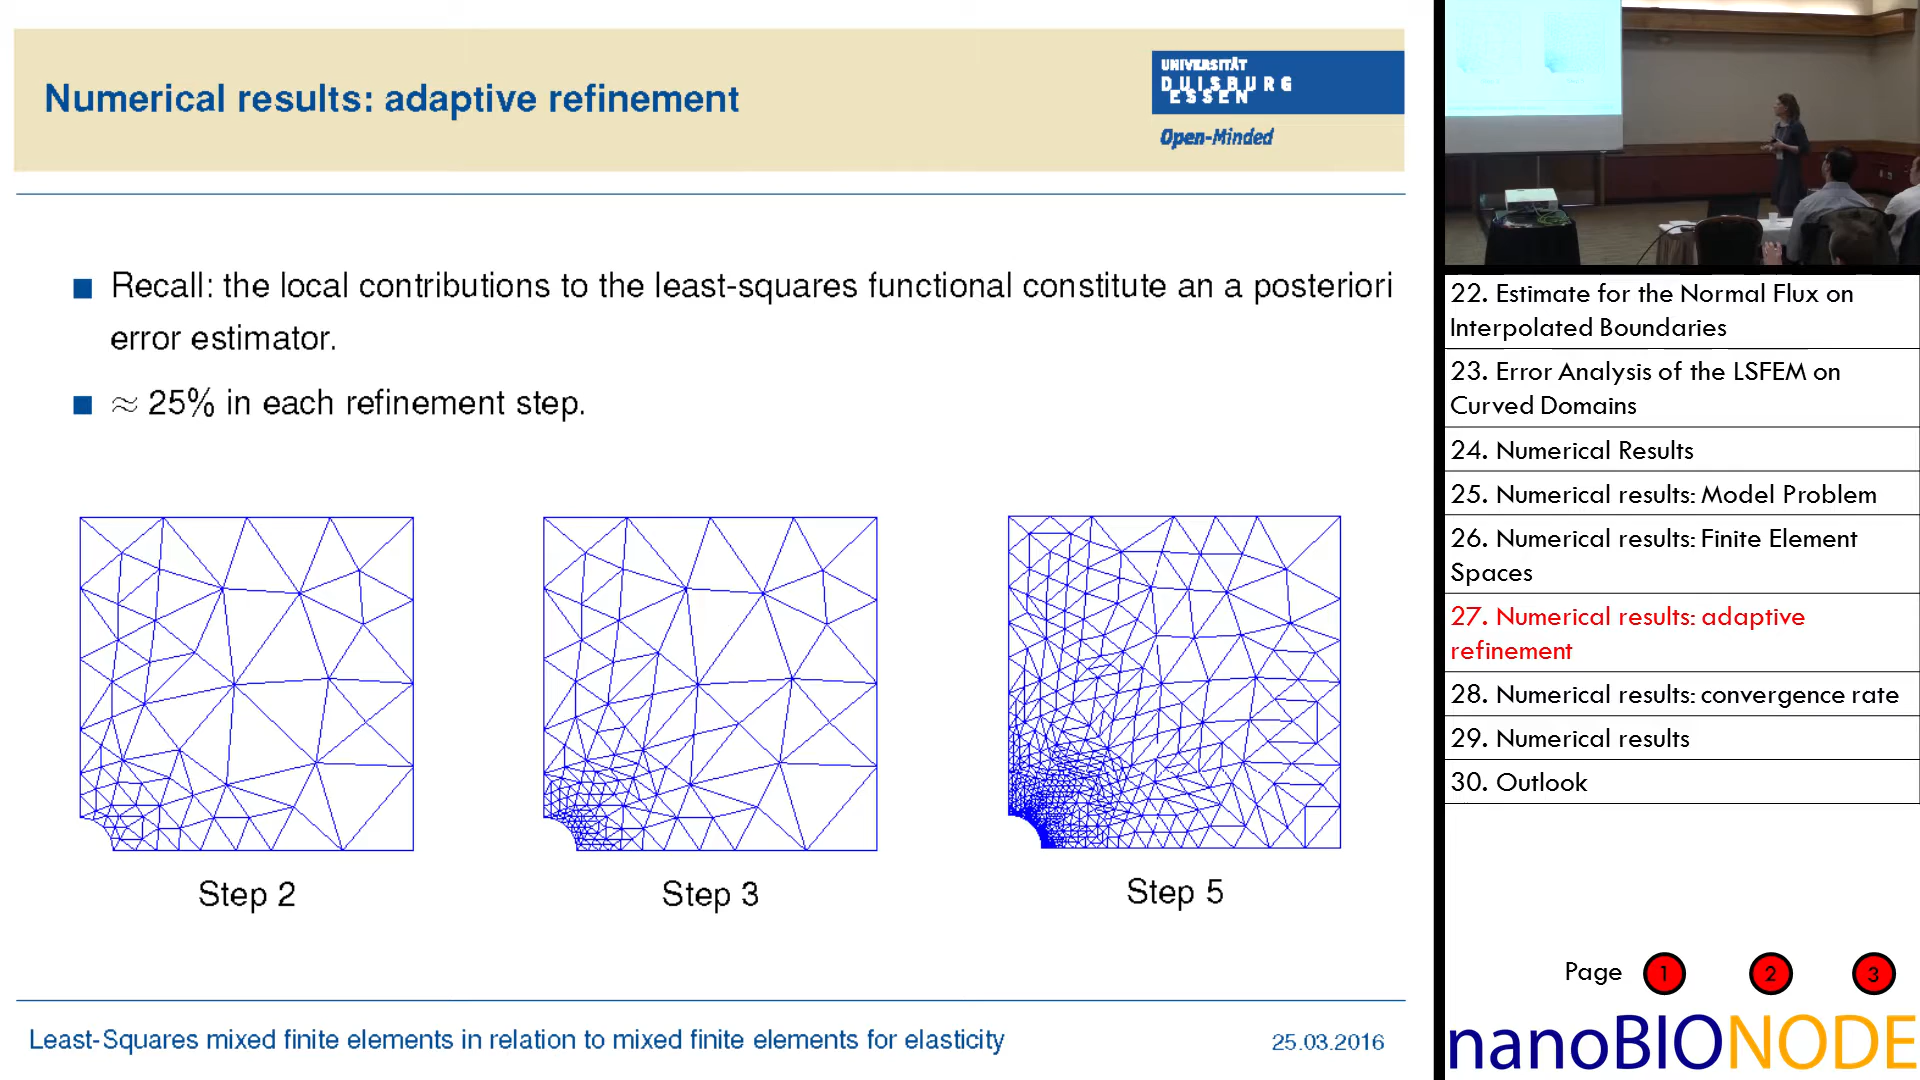 Numerical results: adaptive refinement
UNIVERSITÄT
DUISBURG
ESSEN
Open-Minded
■ Recall: the local contributions to the least-squares functional constitute an a posteriori
error estimator.
■ ≈ 25% in each refinement step.
Step 2
Step 3
Step 5
Least-Squares mixed finite elements in relation to mixed finite elements for elasticity
25.03.2016
22. Estimate for the Normal Flux on
Interpolated Boundaries
23. Error Analysis of the LSFEM on
Curved Domains
24. Numerical Results
25. Numerical results: Model Problem
26. Numerical results: Finite Element
Spaces
27. Numerical results: adaptive
refinement
28. Numerical results: convergence rate
29. Numerical results
30. Outlook
Page 1 2 3
nanoBIONODE